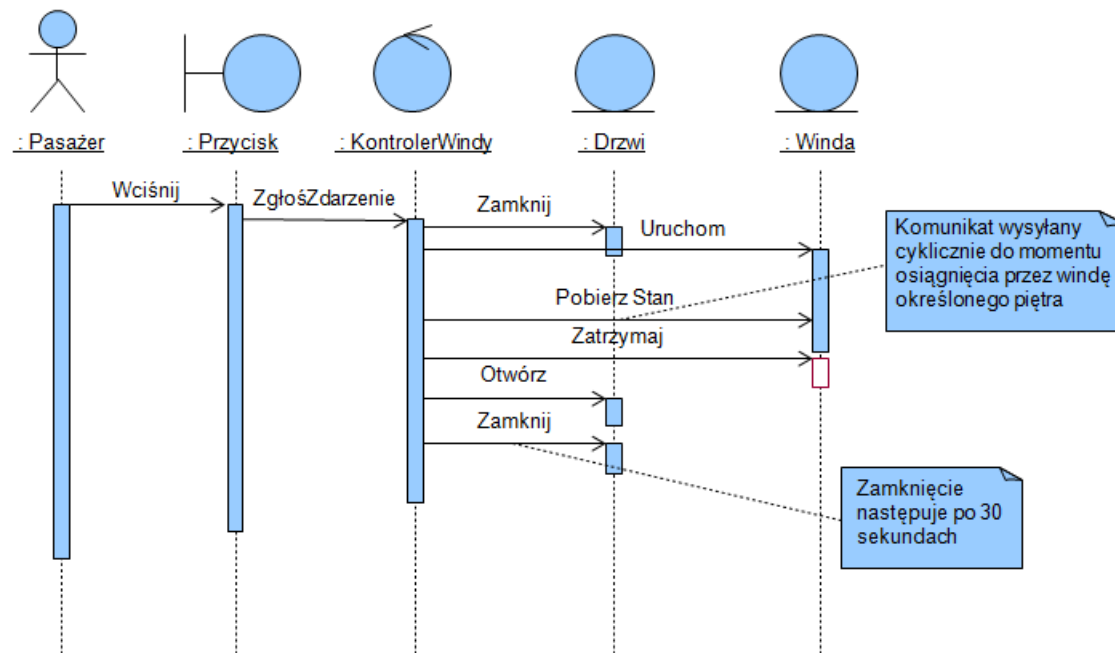 : Pasażer
: Przycisk
: KontrolerWindy
: Drzwi
: Winda
Wciśnij
ZgłośZdarzenie
Zamknij
Uruchom
Komunikat wysyłany
cyklicznie do momentu
osiągnięcia przez windę
określonego piętra
Pobierz Stan
Zatrzymaj
Otwórz
Zamknij
Zamknięcie
następuje po 30
sekundach